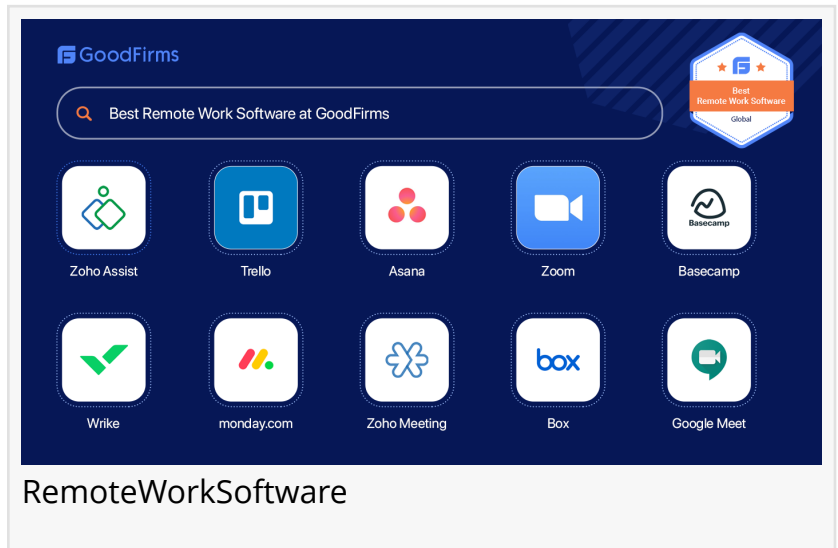 GoodFirms
Best
Remote Work Software
Global
Best Remote Work Software at GoodFirms
Basecamp
Zoho Assist
Trello
Asana
Zoom
Basecamp
box
Wrike
monday.com
Zoho Meeting
Box
Google Meet
RemoteWorkSoftware